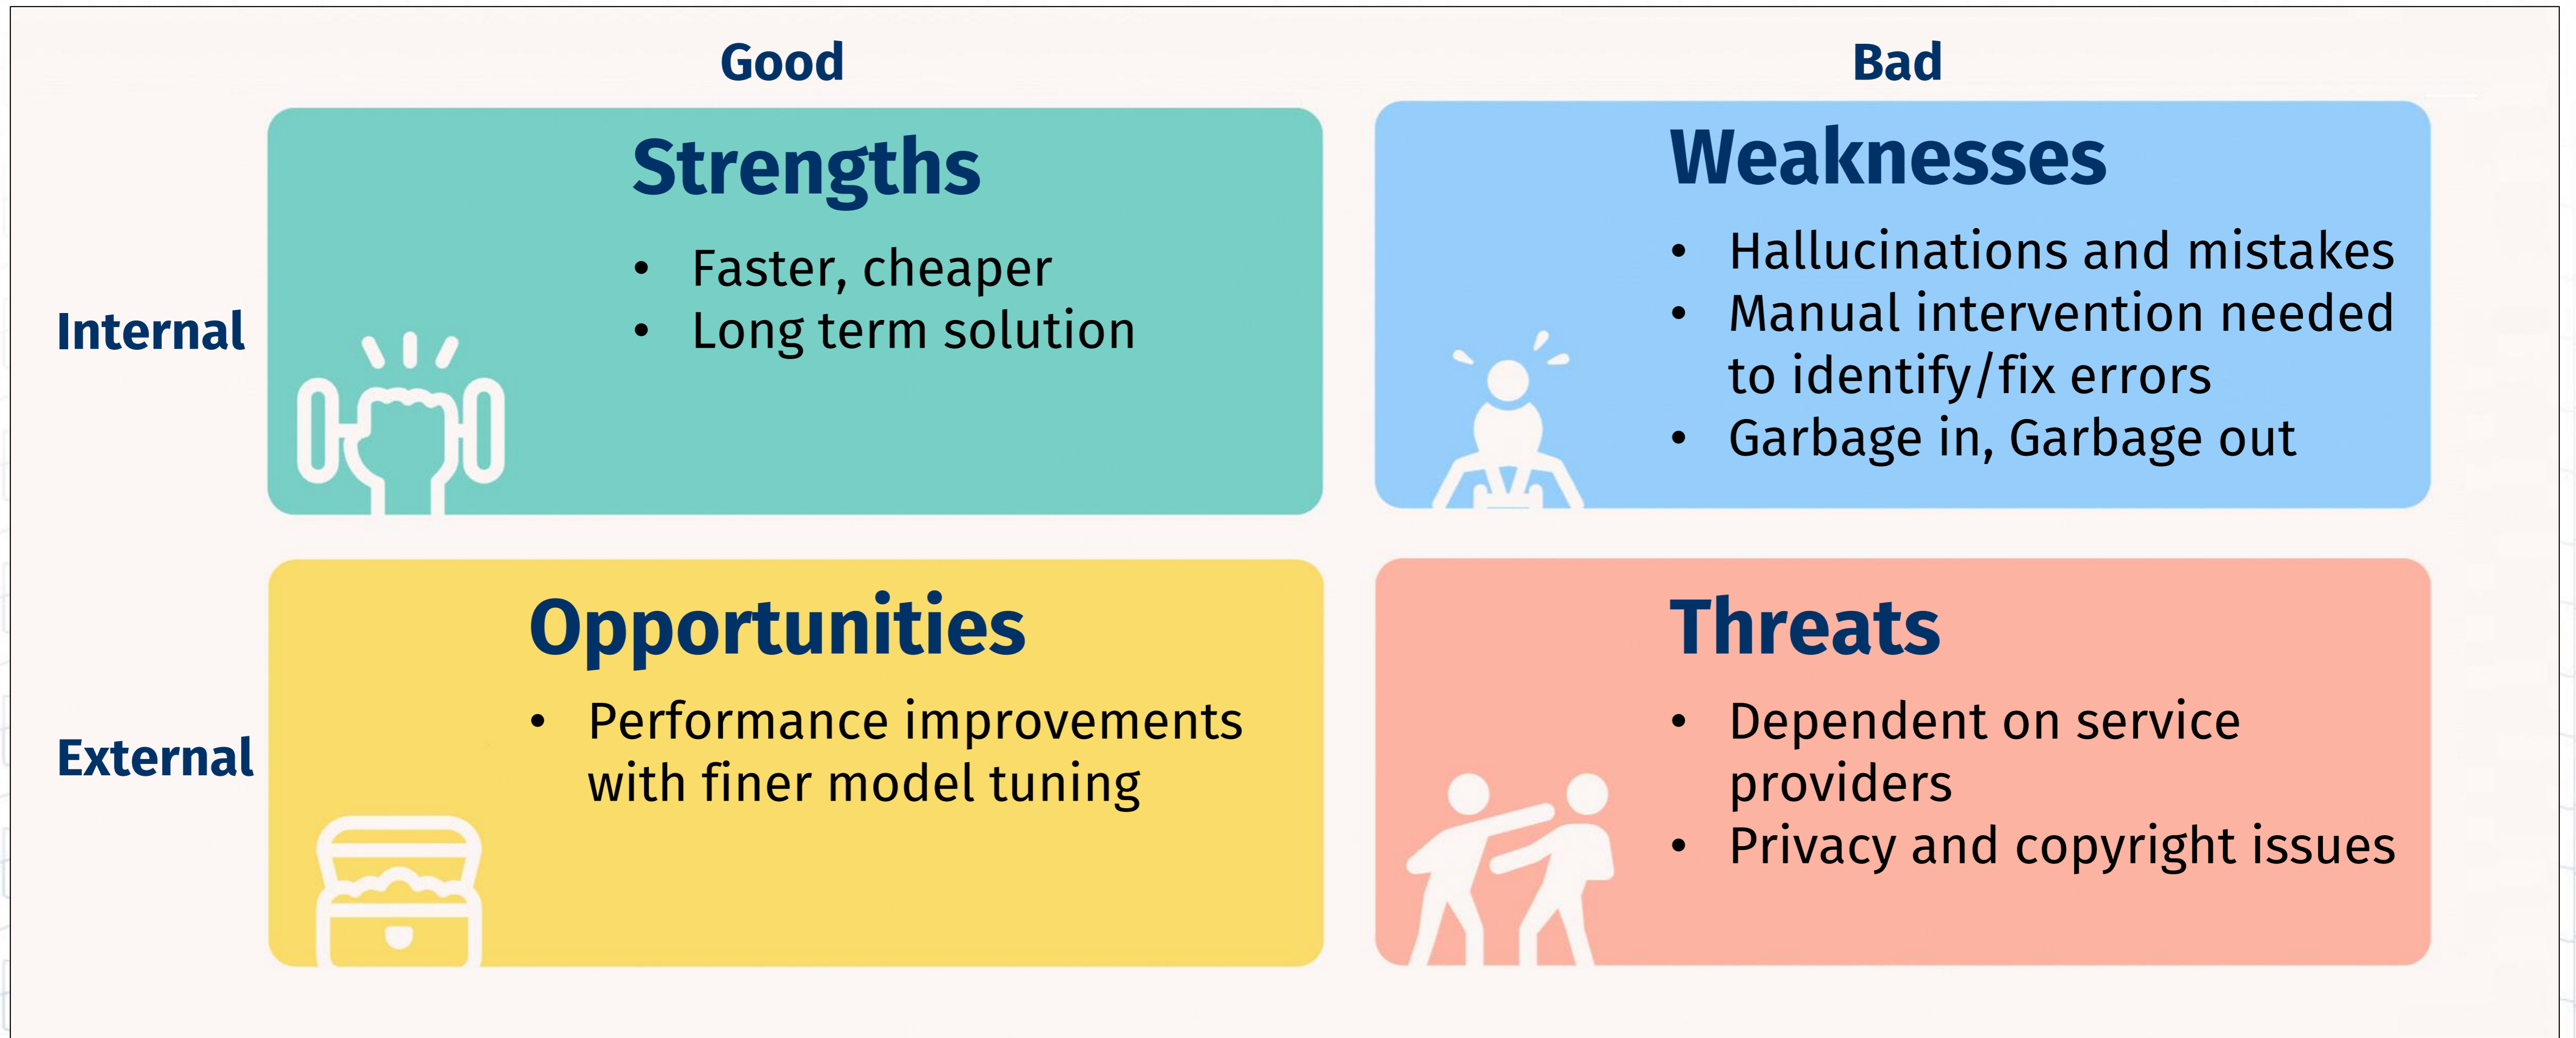 Good
Bad
Internal
Strengths
• Faster, cheaper
• Long term solution
Weaknesses
• Hallucinations and mistakes
• Manual intervention needed
to identify/fix errors
• Garbage in, Garbage out
External
Opportunities
• Performance improvements
with finer model tuning
Threats
• Dependent on service
providers
• Privacy and copyright issues